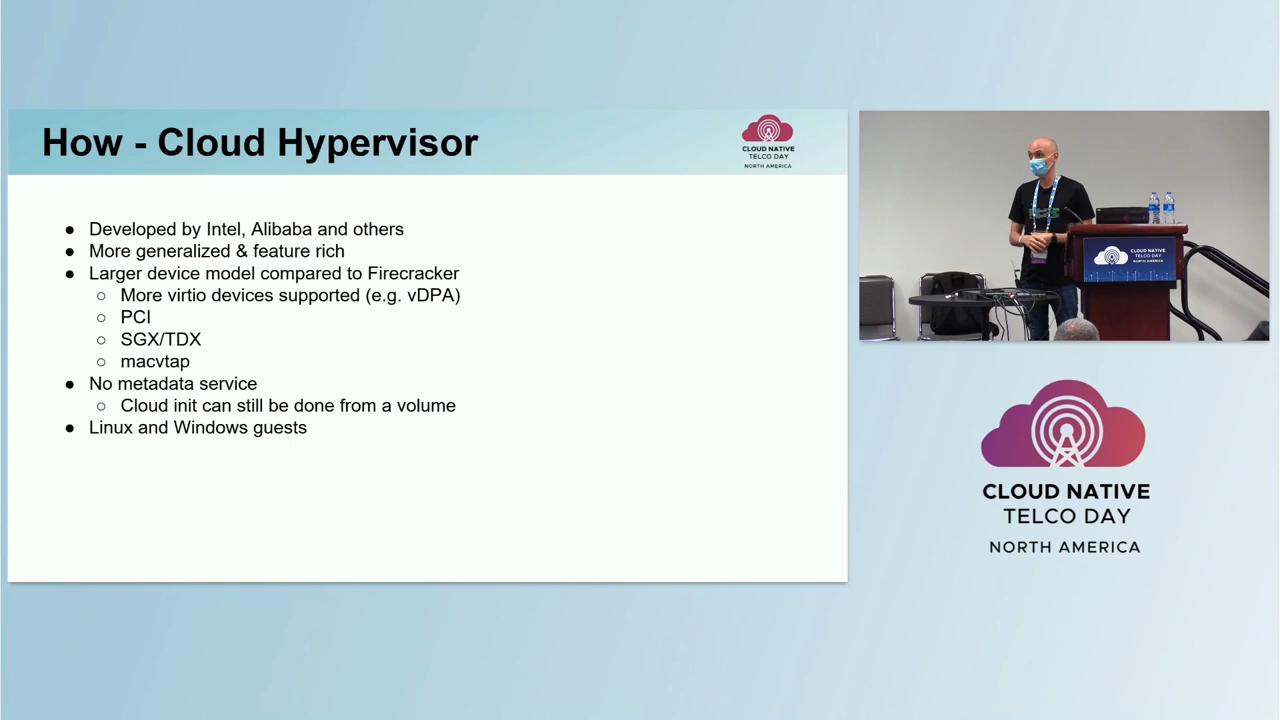 How - Cloud Hypervisor
CLOUD NATIVE
TELCO DAY
NORTH AMERICA
● Developed by Intel, Alibaba and others
● More generalized & feature rich
● Larger device model compared to Firecracker
○ More virtio devices supported (e.g. vDPA)
○ PCI
○ SGX/TDX
○ macvtap
● No metadata service
○ Cloud init can still be done from a volume
● Linux and Windows guests
CLOUD NATIVE
TELCO DAY
NORTH AMERICA
CLOUD NATIVE
TELCO DAY
NORTH AMERICA